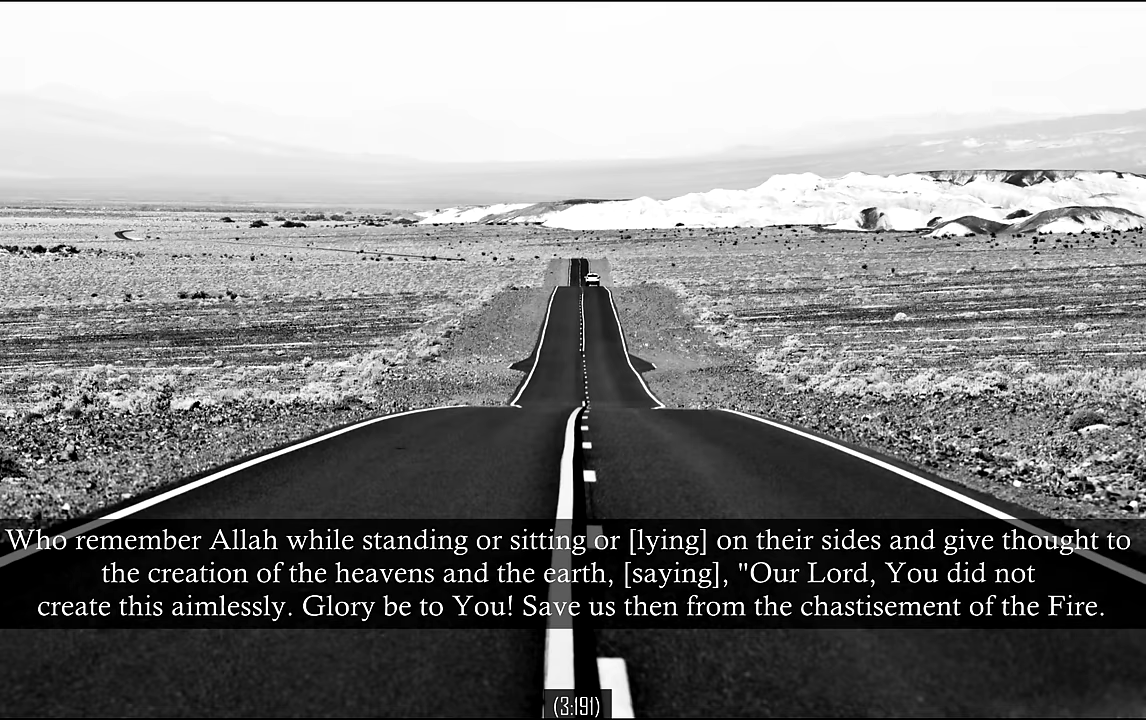 Who remember Allah while standing or sitting or [lying] on their sides and give thought to
the creation of the heavens and the earth, [saying], "Our Lord, You did not
create this aimlessly. Glory be to You! Save us then from the chastisement of the Fire.
(3:191)